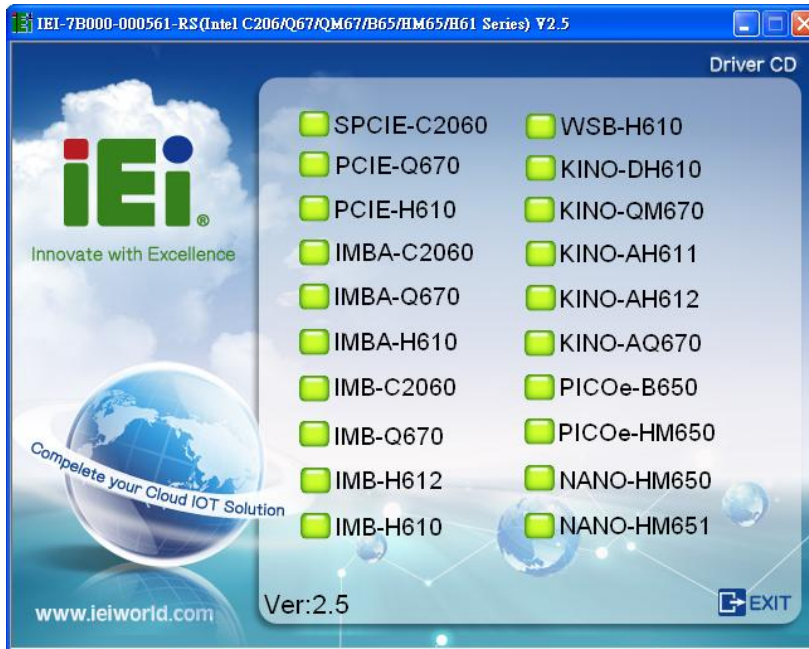 IEI-7B000-000561-RS(Intel C206/Q67/QM67/B65/HM65/H61 Series) V2.5
Driver CD
iEi®
Innovate with Excellence
Compelete your Cloud IOT Solution
www.ieiworld.com
SPCIE-C2060
PCIE-Q670
PCIE-H610
IMBA-C2060
IMBA-Q670
IMBA-H610
IMB-C2060
IMB-Q670
IMB-H612
IMB-H610
WSB-H610
KINO-DH610
KINO-QM670
KINO-AH611
KINO-AH612
KINO-AQ670
PICOe-B650
PICOe-HM650
NANO-HM650
NANO-HM651
Ver:2.5
EXIT